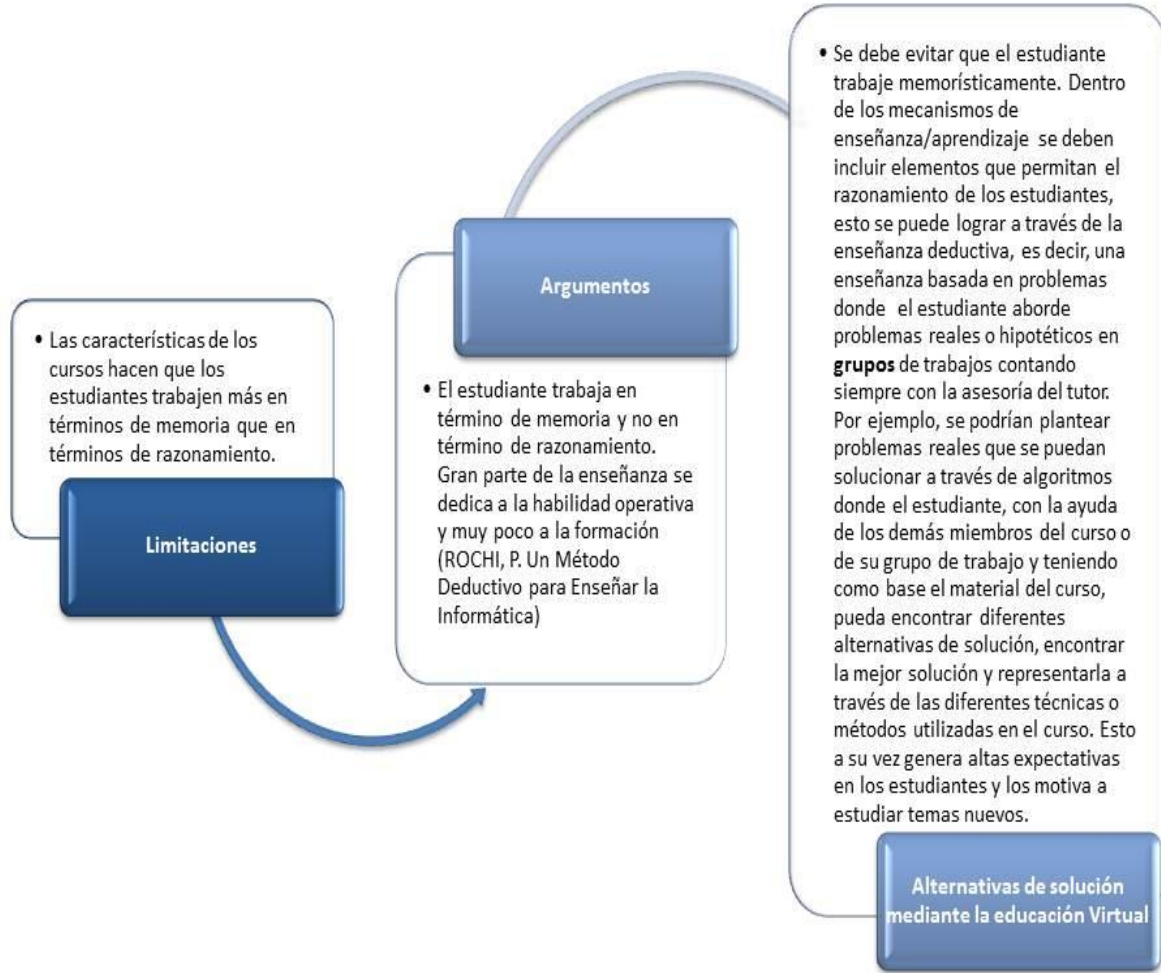 • Las características de los
cursos hacen que los
estudiantes trabajen más en
términos de memoria que en
términos de razonamiento.
Limitaciones
Argumentos
• El estudiante trabaja en
término de memoria y no en
término de razonamiento.
Gran parte de la enseñanza se
dedica a la habilidad operativa
y muy poco a la formación
(ROCHI, P. Un Método
Deductivo para Enseñar la
Informática)
• Se debe evitar que el estudiante
trabaje memorísticamente. Dentro
de los mecanismos de
enseñanza/aprendizaje se deben
incluir elementos que permitan el
razonamiento de los estudiantes,
esto se puede lograr a través de la
enseñanza deductiva, es decir, una
enseñanza basada en problemas
donde el estudiante aborde
problemas reales o hipotéticos en
grupos de trabajos contando
siempre con la asesoría del tutor.
Por ejemplo, se podrían plantear
problemas reales que se puedan
solucionar a través de algoritmos
donde el estudiante, con la ayuda
de los demás miembros del curso o
de su grupo de trabajo y teniendo
como base el material del curso,
pueda encontrar diferentes
alternativas de solución, encontrar
la mejor solución y representarla a
través de las diferentes técnicas o
métodos utilizadas en el curso. Esto
a su vez genera altas expectativas
en los estudiantes y los motiva a
estudiar temas nuevos.
Alternativas de solución
mediante la educación Virtual